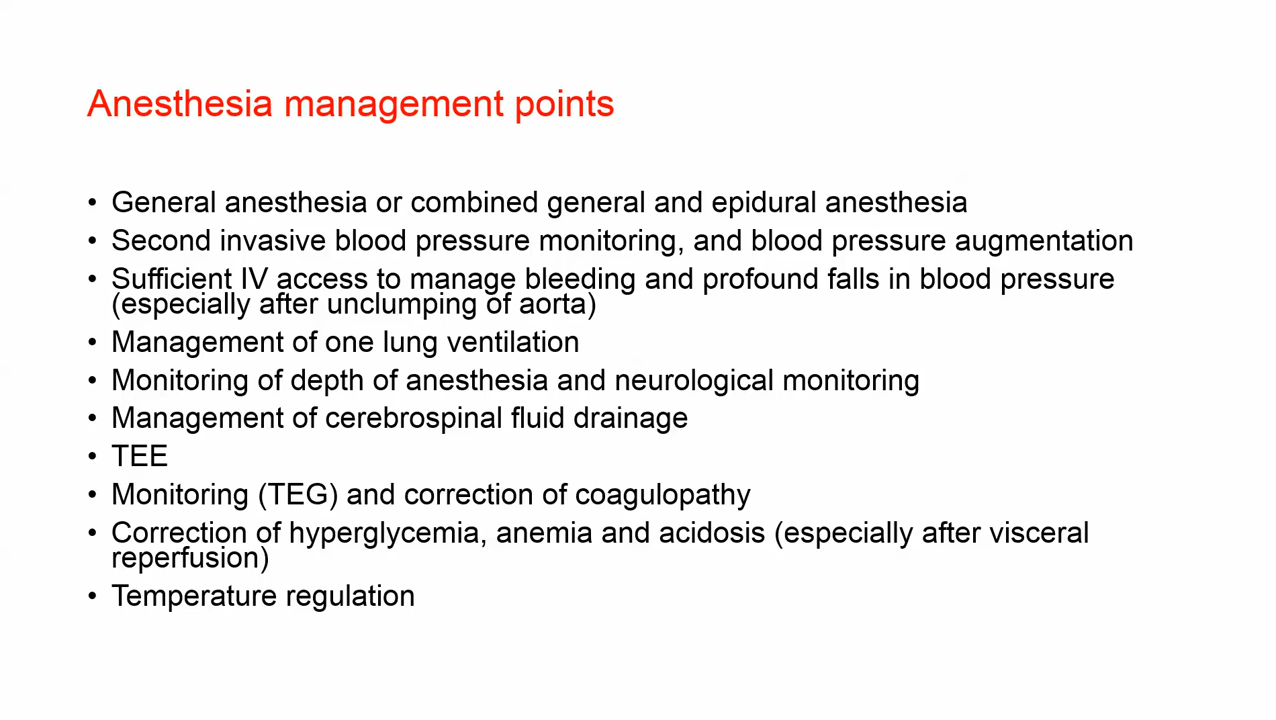 Anesthesia management points
• General anesthesia or combined general and epidural anesthesia
• Second invasive blood pressure monitoring, and blood pressure augmentation
• Sufficient IV access to manage bleeding and profound falls in blood pressure
(especially after unclumping of aorta)
• Management of one lung ventilation
• Monitoring of depth of anesthesia and neurological monitoring
• Management of cerebrospinal fluid drainage
• TEE
• Monitoring (TEG) and correction of coagulopathy
• Correction of hyperglycemia, anemia and acidosis (especially after visceral
reperfusion)
• Temperature regulation